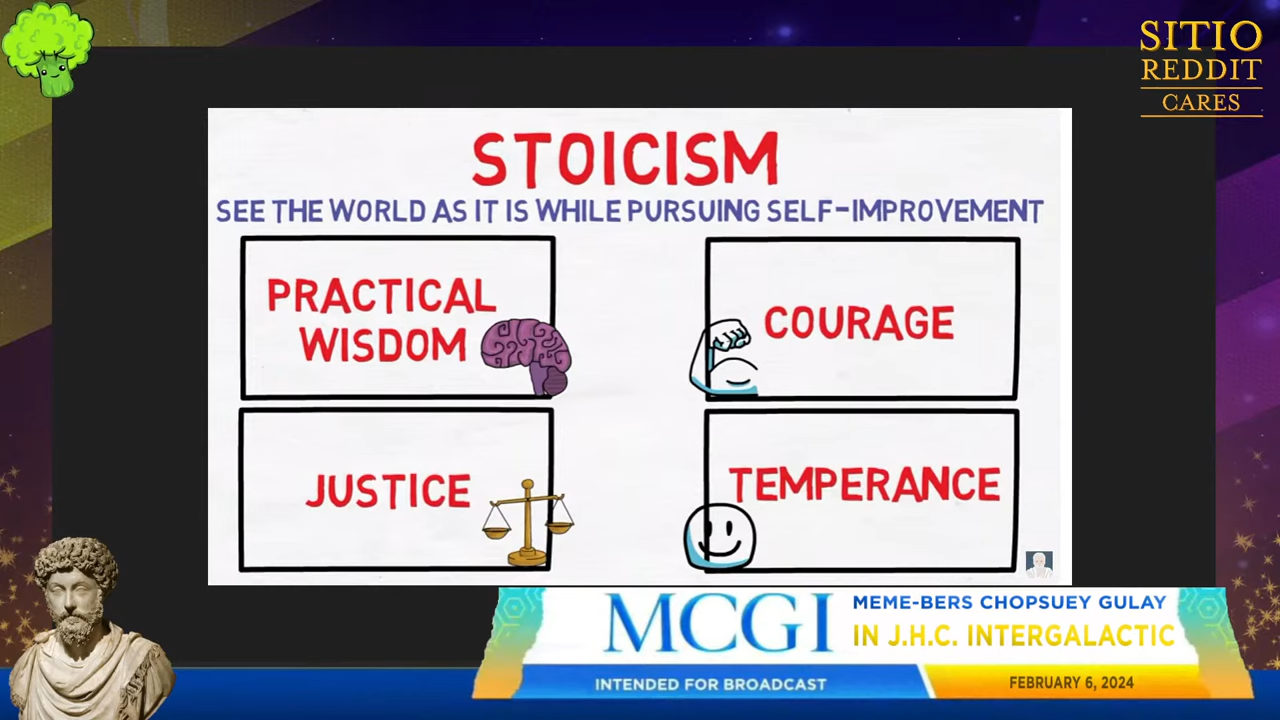 SITIO
REDDIT
CARES
STOICISM
SEE THE WORLD AS IT IS WHILE PURSUING SELF-IMPROVEMENT
PRACTICAL
WISDOM
COURAGE
JUSTICE
TEMPERANCE
MCGI
MEME-BERS CHOPSUEY GULAY
IN J.H.C. INTERGALACTIC
INTENDED FOR BROADCAST
FEBRUARY 6, 2024